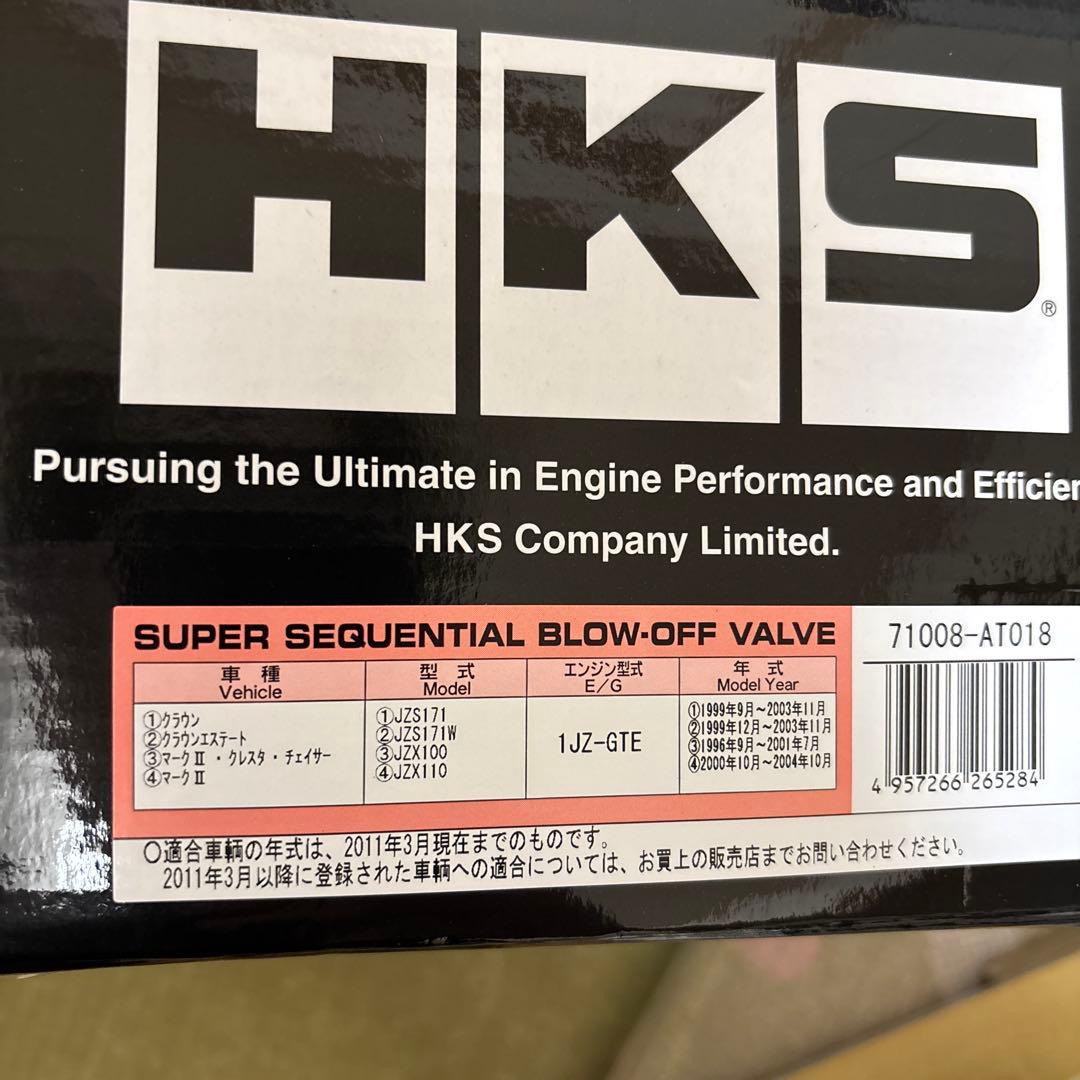 HKS®
Pursuing the Ultimate in Engine Performance and
HKS Company Limited.
SUPER SEQUENTIAL BLOW-OFF VALVE
71008-AT018
車 種 型 式 エンジン型式 年 式
Vehicle Model E/G Model Year
①クラウン ①JZS171 1JZ-GTE ①1999年9月～2003年11月
②クラウンエステート ②JZS171W ②1999年12月～2003年11月
③マークⅡ・クレスタ・チェイサー ③JZX100 ③1996年9月～2001年7月
④マークⅡ ④JZX110 ④2000年10月～2004年10月
4 957266 265284
○適合車輌の年式は、2011年3月現在までのものです。
2011年3月以降に登録された車輌への適合については、お買上の販売店までお問い合わせください。